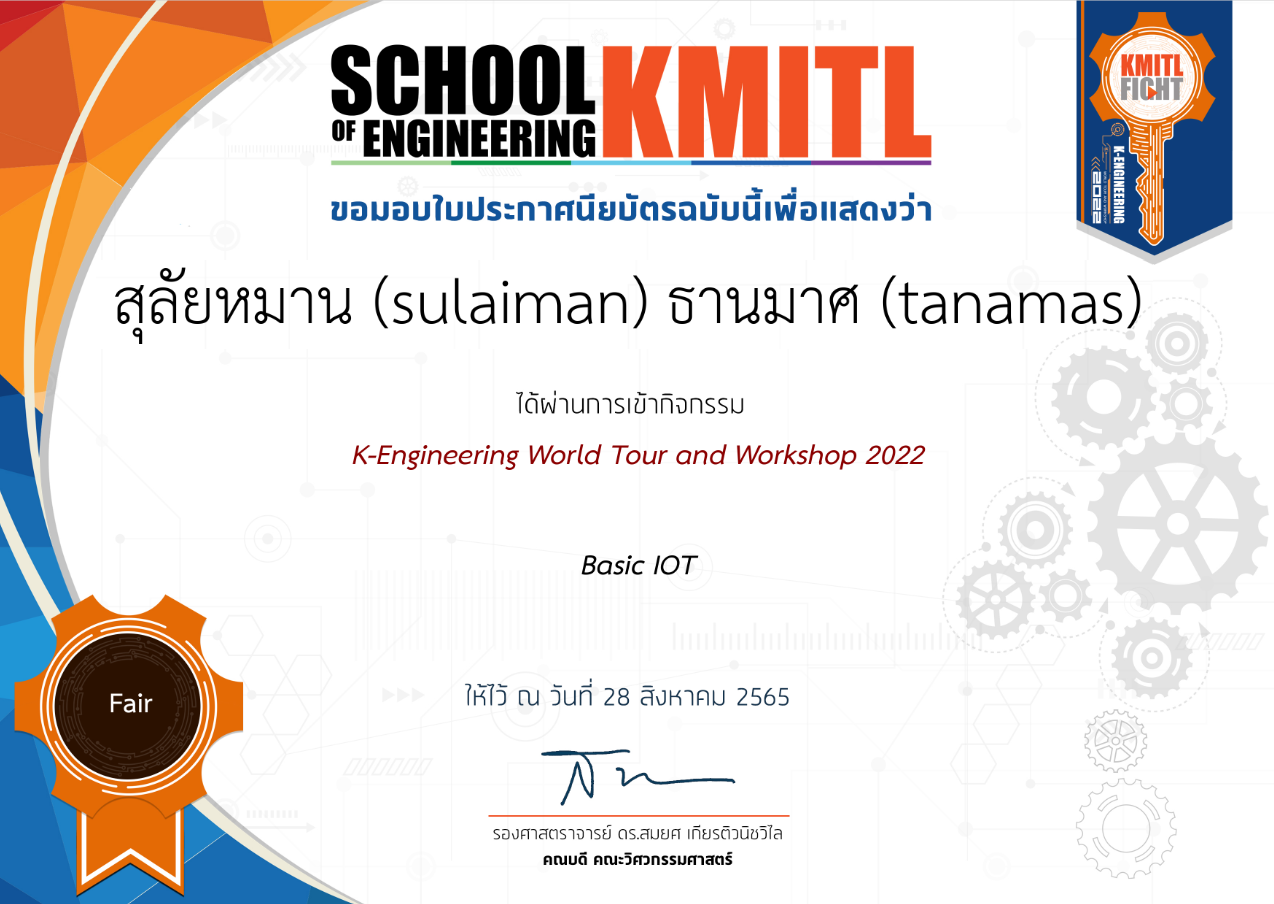 SCHOOL OF ENGINEERING KMITL
KMITL FIGHT
K-ENGINEERING
2022
ขอมอบใบประกาศนียบัตรฉบับนี้เพื่อแสดงว่า
สุลัยหมาน (sulaiman) ธานมาศ (tanamas)
ได้ผ่านการเข้ากิจกรรม
K-Engineering World Tour and Workshop 2022
Basic IOT
Fair
ให้ไว้ ณ วันที่ 28 สิงหาคม 2565
รองศาสตราจารย์ ดร.สมยศ เกียรติวนิชวิไล
คณบดี คณะวิศวกรรมศาสตร์